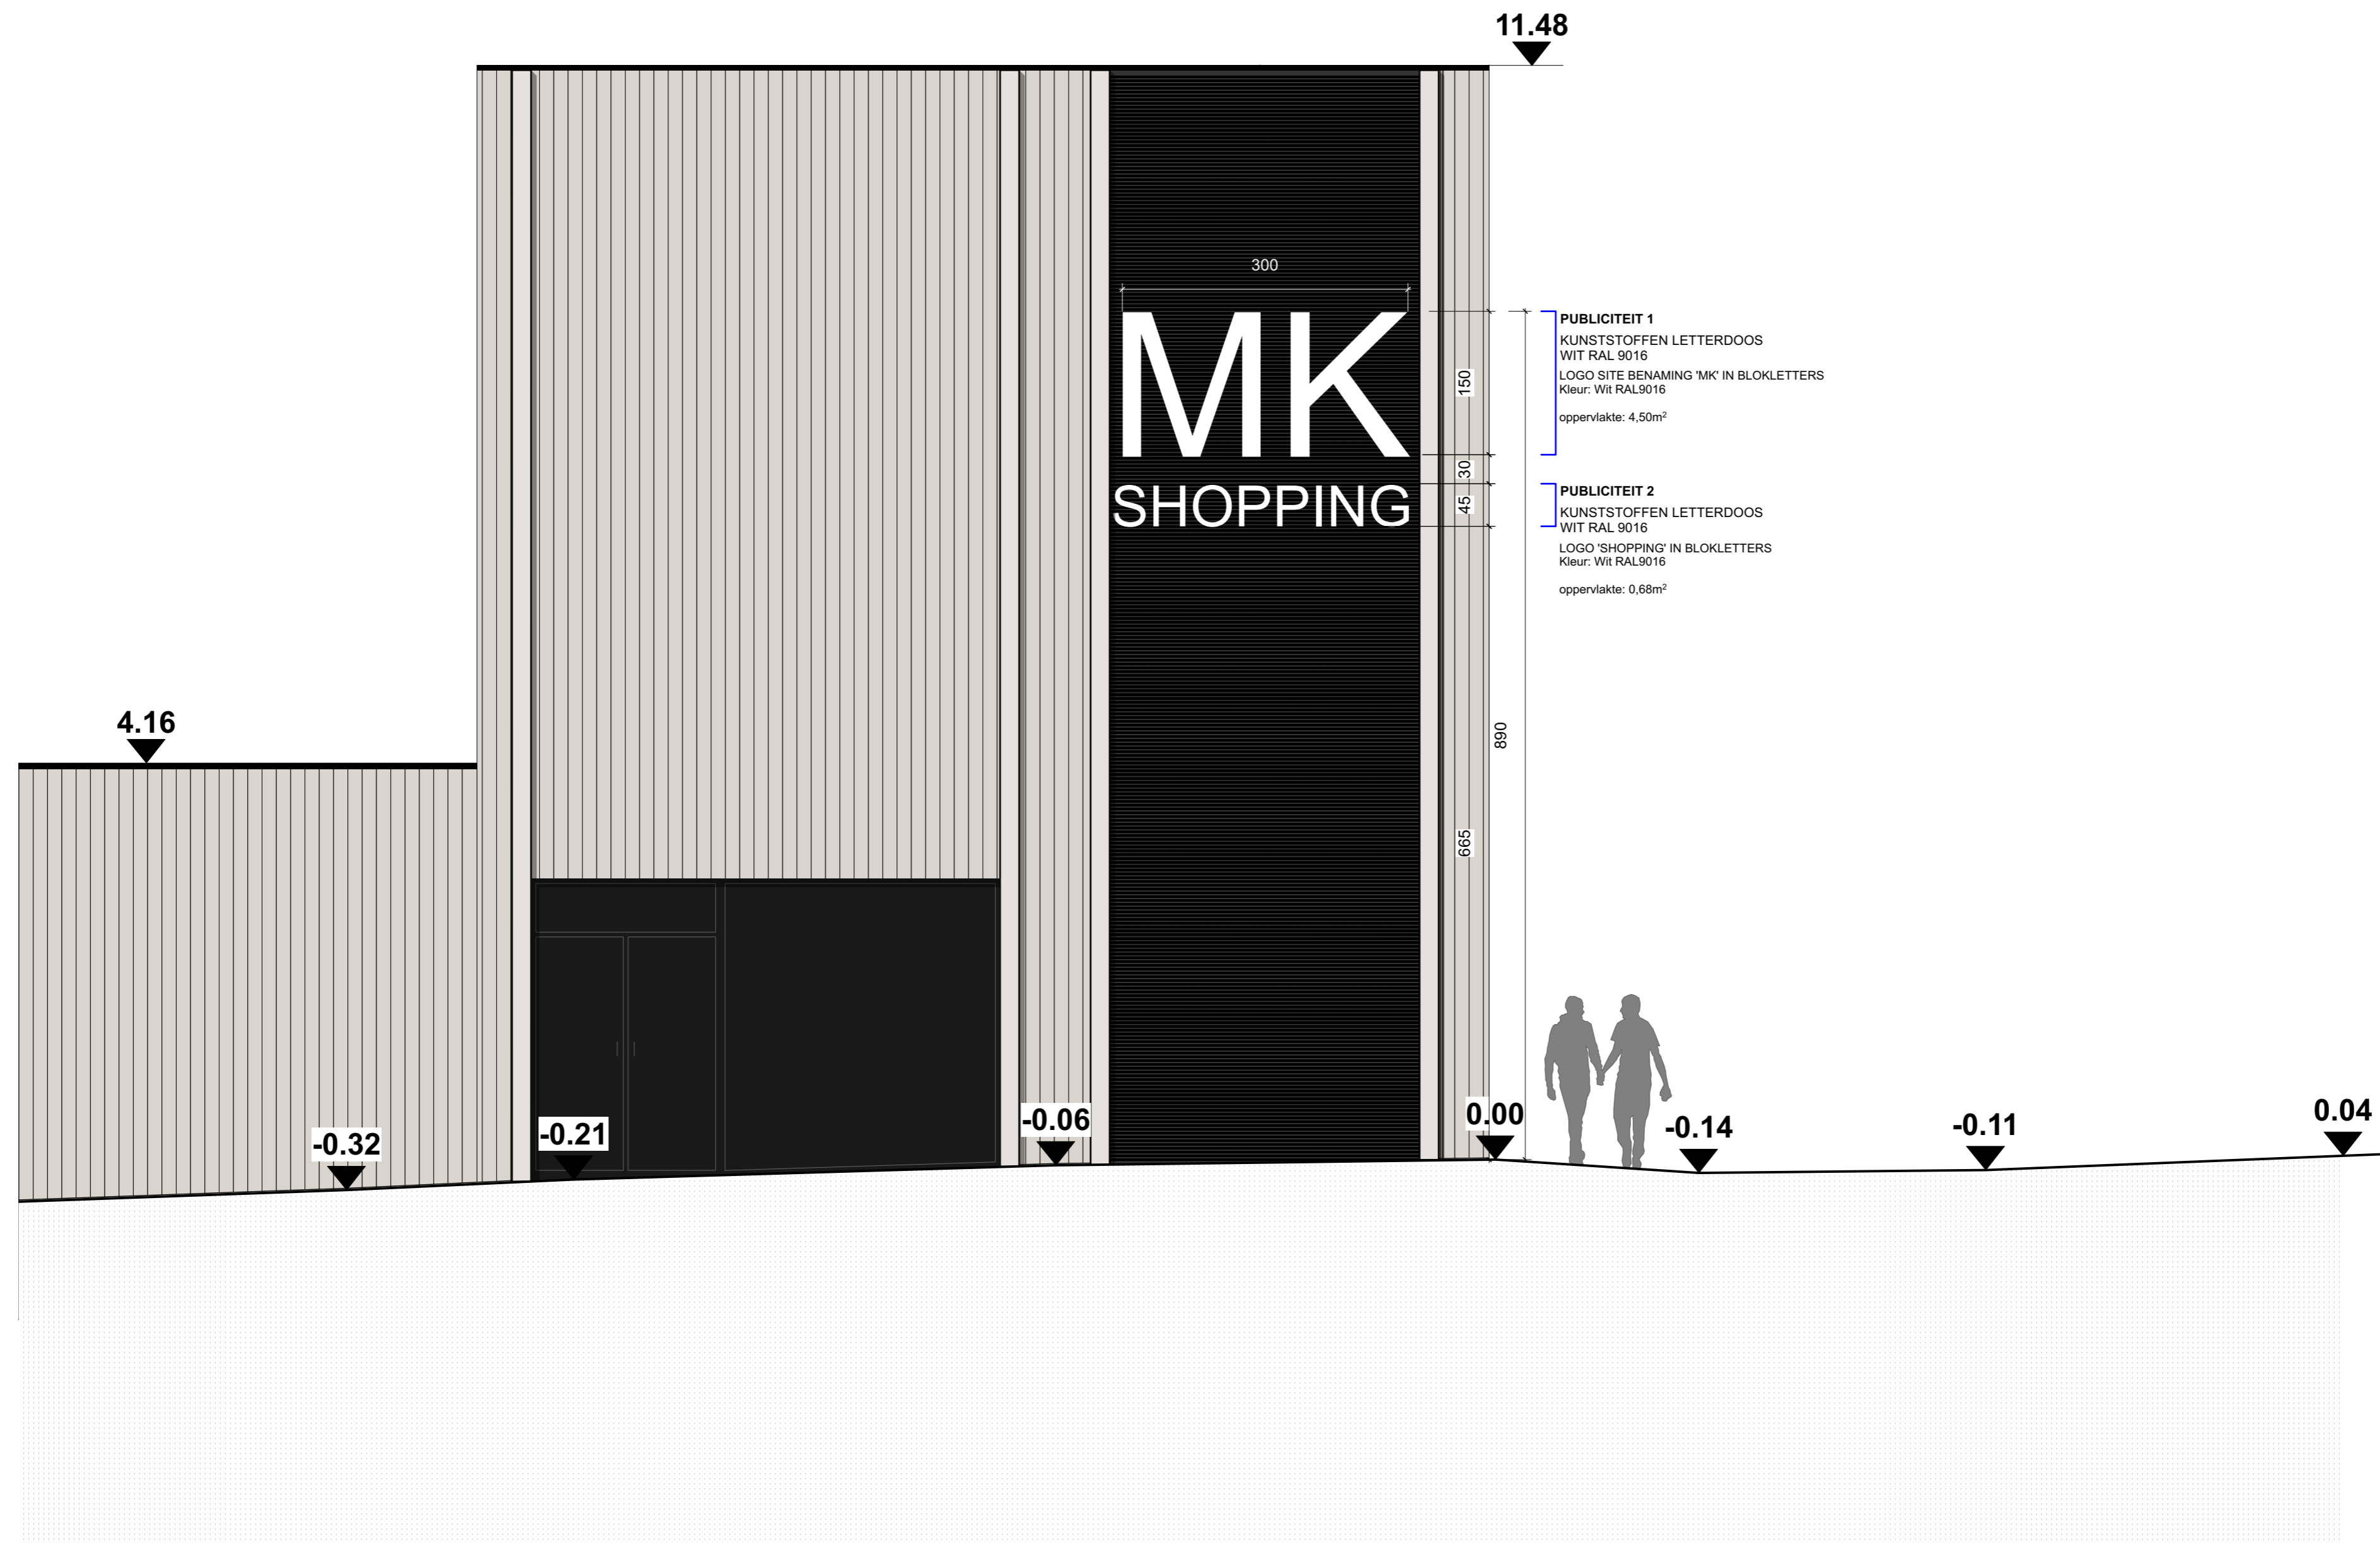 11.48
300
MK
SHOPPING
150
30
45
890
665
PUBLICITEIT 1
KUNSTSTOFFEN LETTERDOOS
WIT RAL 9016
LOGO SITE BENAMING 'MK' IN BLOKLETTERS
Kleur: Wit RAL9016
oppervlakte: 4,50m²
PUBLICITEIT 2
KUNSTSTOFFEN LETTERDOOS
WIT RAL 9016
LOGO 'SHOPPING' IN BLOKLETTERS
Kleur: Wit RAL9016
oppervlakte: 0,68m²
4.16
-0.32
-0.21
-0.06
0.00
-0.14
-0.11
0.04